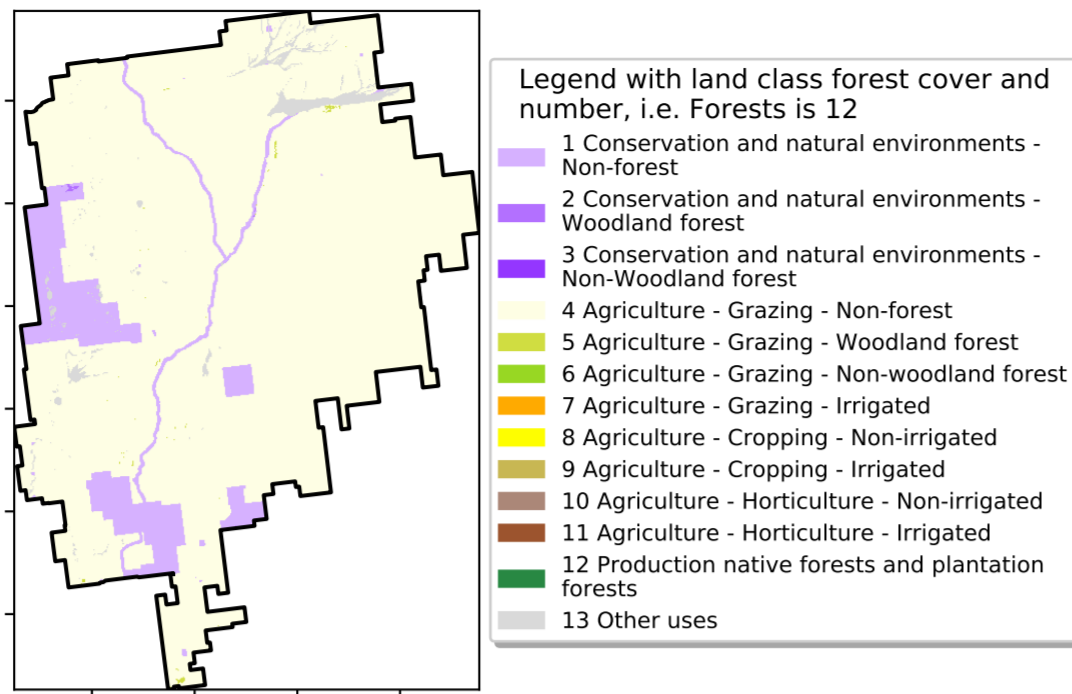 Legend with land class forest cover and
number, i.e. Forests is 12
1 Conservation and natural environments -
Non-forest
2 Conservation and natural environments -
Woodland forest
3 Conservation and natural environments -
Non-Woodland forest
4 Agriculture - Grazing - Non-forest
5 Agriculture - Grazing - Woodland forest
6 Agriculture - Grazing - Non-woodland forest
7 Agriculture - Grazing - Irrigated
8 Agriculture - Cropping - Non-irrigated
9 Agriculture - Cropping - Irrigated
10 Agriculture - Horticulture - Non-irrigated
11 Agriculture - Horticulture - Irrigated
12 Production native forests and plantation
forests
13 Other uses